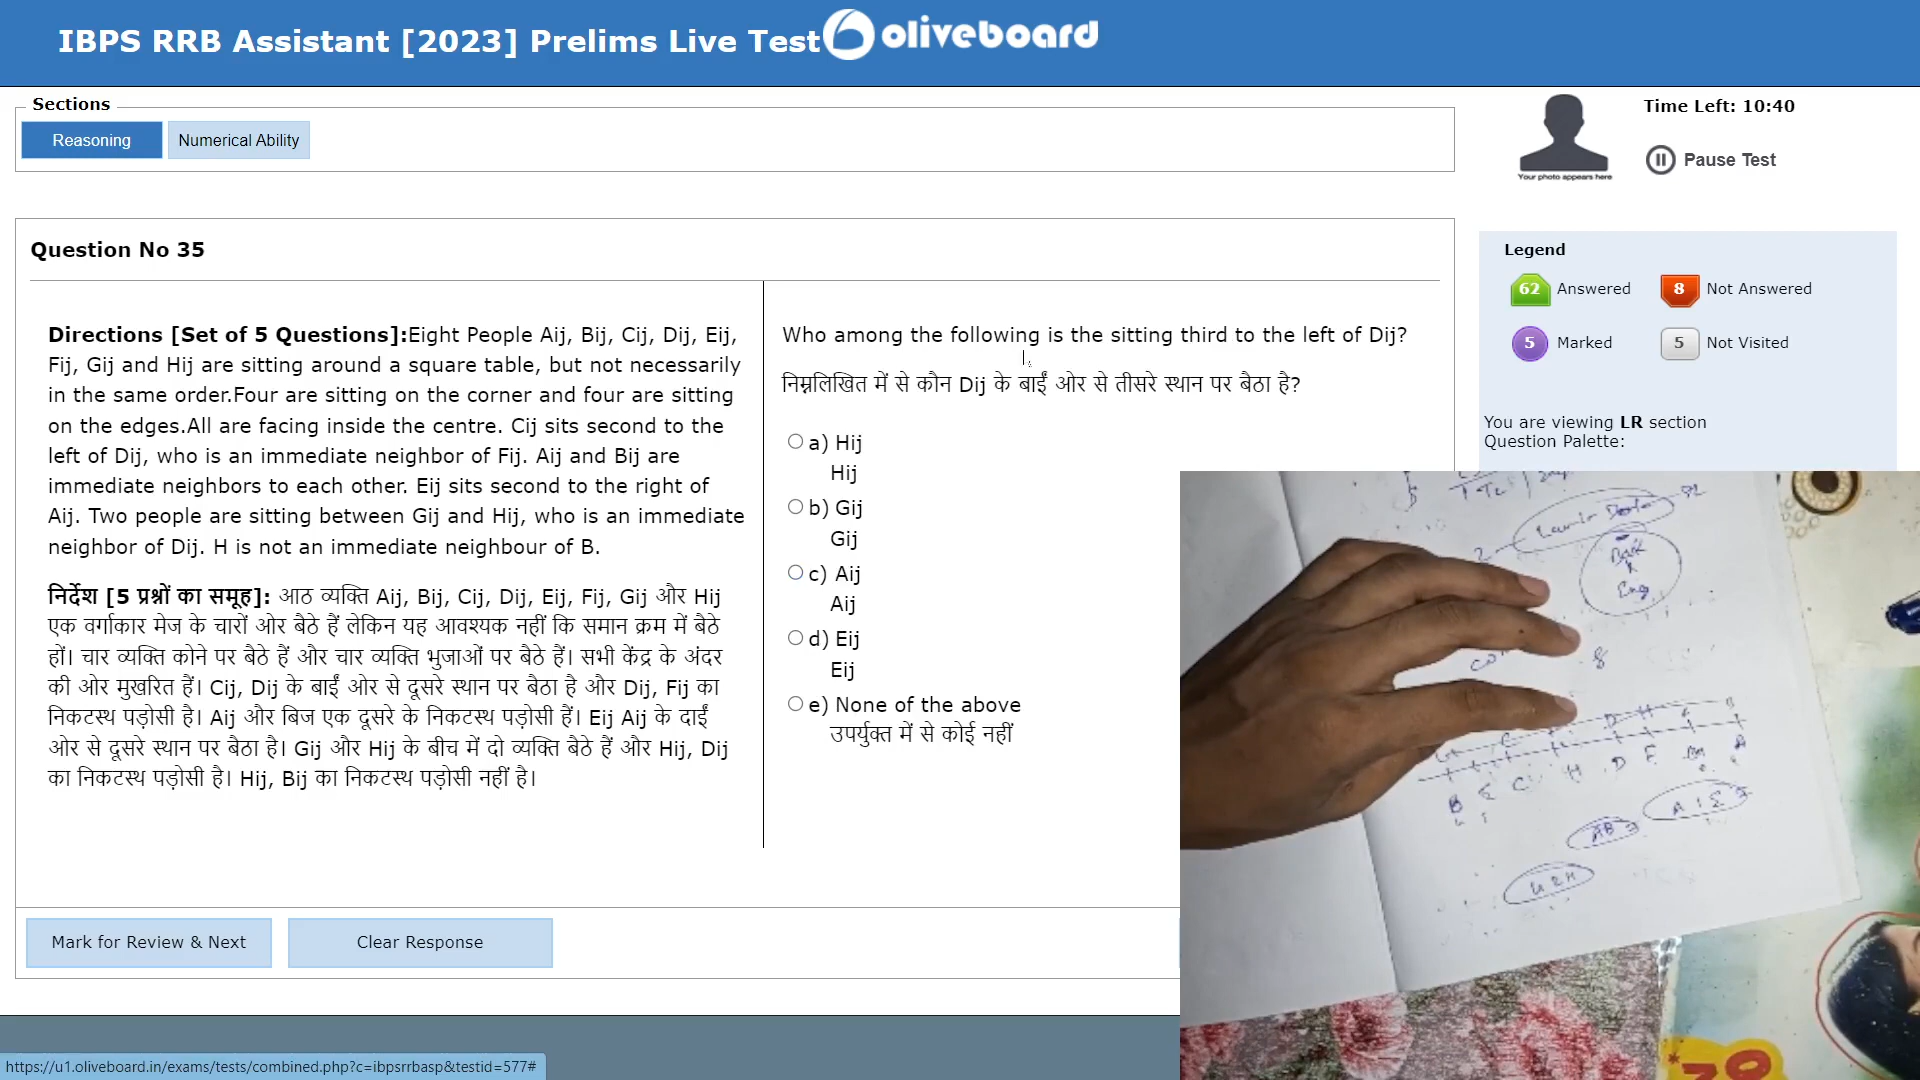 IBPS RRB Assistant [2023] Prelims Live Test oliveboard
Sections
Reasoning
Numerical Ability
Time Left: 10:40
Pause Test
Your photo appears here
Question No 35
Directions [Set of 5 Questions]:Eight People Aij, Bij, Cij, Dij, Eij,
Fij, Gij and Hij are sitting around a square table, but not necessarily
in the same order.Four are sitting on the corner and four are sitting
on the edges.All are facing inside the centre. Cij sits second to the
left of Dij, who is an immediate neighbor of Fij. Aij and Bij are
immediate neighbors to each other. Eij sits second to the right of
Aij. Two people are sitting between Gij and Hij, who is an immediate
neighbor of Dij. H is not an immediate neighbour of B.
निर्देश [5 प्रश्नों का समूह]: आठ व्यक्ति Aij, Bij, Cij, Dij, Eij, Fij, Gij और Hij
एक वर्गाकार मेज के चारों ओर बैठे हैं लेकिन यह आवश्यक नहीं कि समान क्रम में बैठे
हों। चार व्यक्ति कोने पर बैठे हैं और चार व्यक्ति भुजाओं पर बैठे हैं। सभी केंद्र के अंदर
की ओर मुखरित हैं। Cij, Dij के बाईं ओर से दूसरे स्थान पर बैठा है और Dij, Fij का
निकटस्थ पड़ोसी है। Aij और बिज एक दूसरे के निकटस्थ पड़ोसी हैं। Eij Aij के दाईं
ओर से दूसरे स्थान पर बैठा है। Gij और Hij के बीच में दो व्यक्ति बैठे हैं और Hij, Dij
का निकटस्थ पड़ोसी है। Hij, Bij का निकटस्थ पड़ोसी नहीं है।
Who among the following is the sitting third to the left of Dij?
निम्नलिखित में से कौन Dij के बाईं ओर से तीसरे स्थान पर बैठा है?
a) Hij
Hij
b) Gij
Gij
c) Aij
Aij
d) Eij
Eij
e) None of the above
उपर्युक्त में से कोई नहीं
Legend
62 Answered
8 Not Answered
5 Marked
5 Not Visited
You are viewing LR section
Question Palette:
Bank
Eng
8
B E C H D F
A
AB
Mark for Review & Next
Clear Response
https://u1.oliveboard.in/exams/tests/combined.php?c=ibpsrrbasp&testid=577#